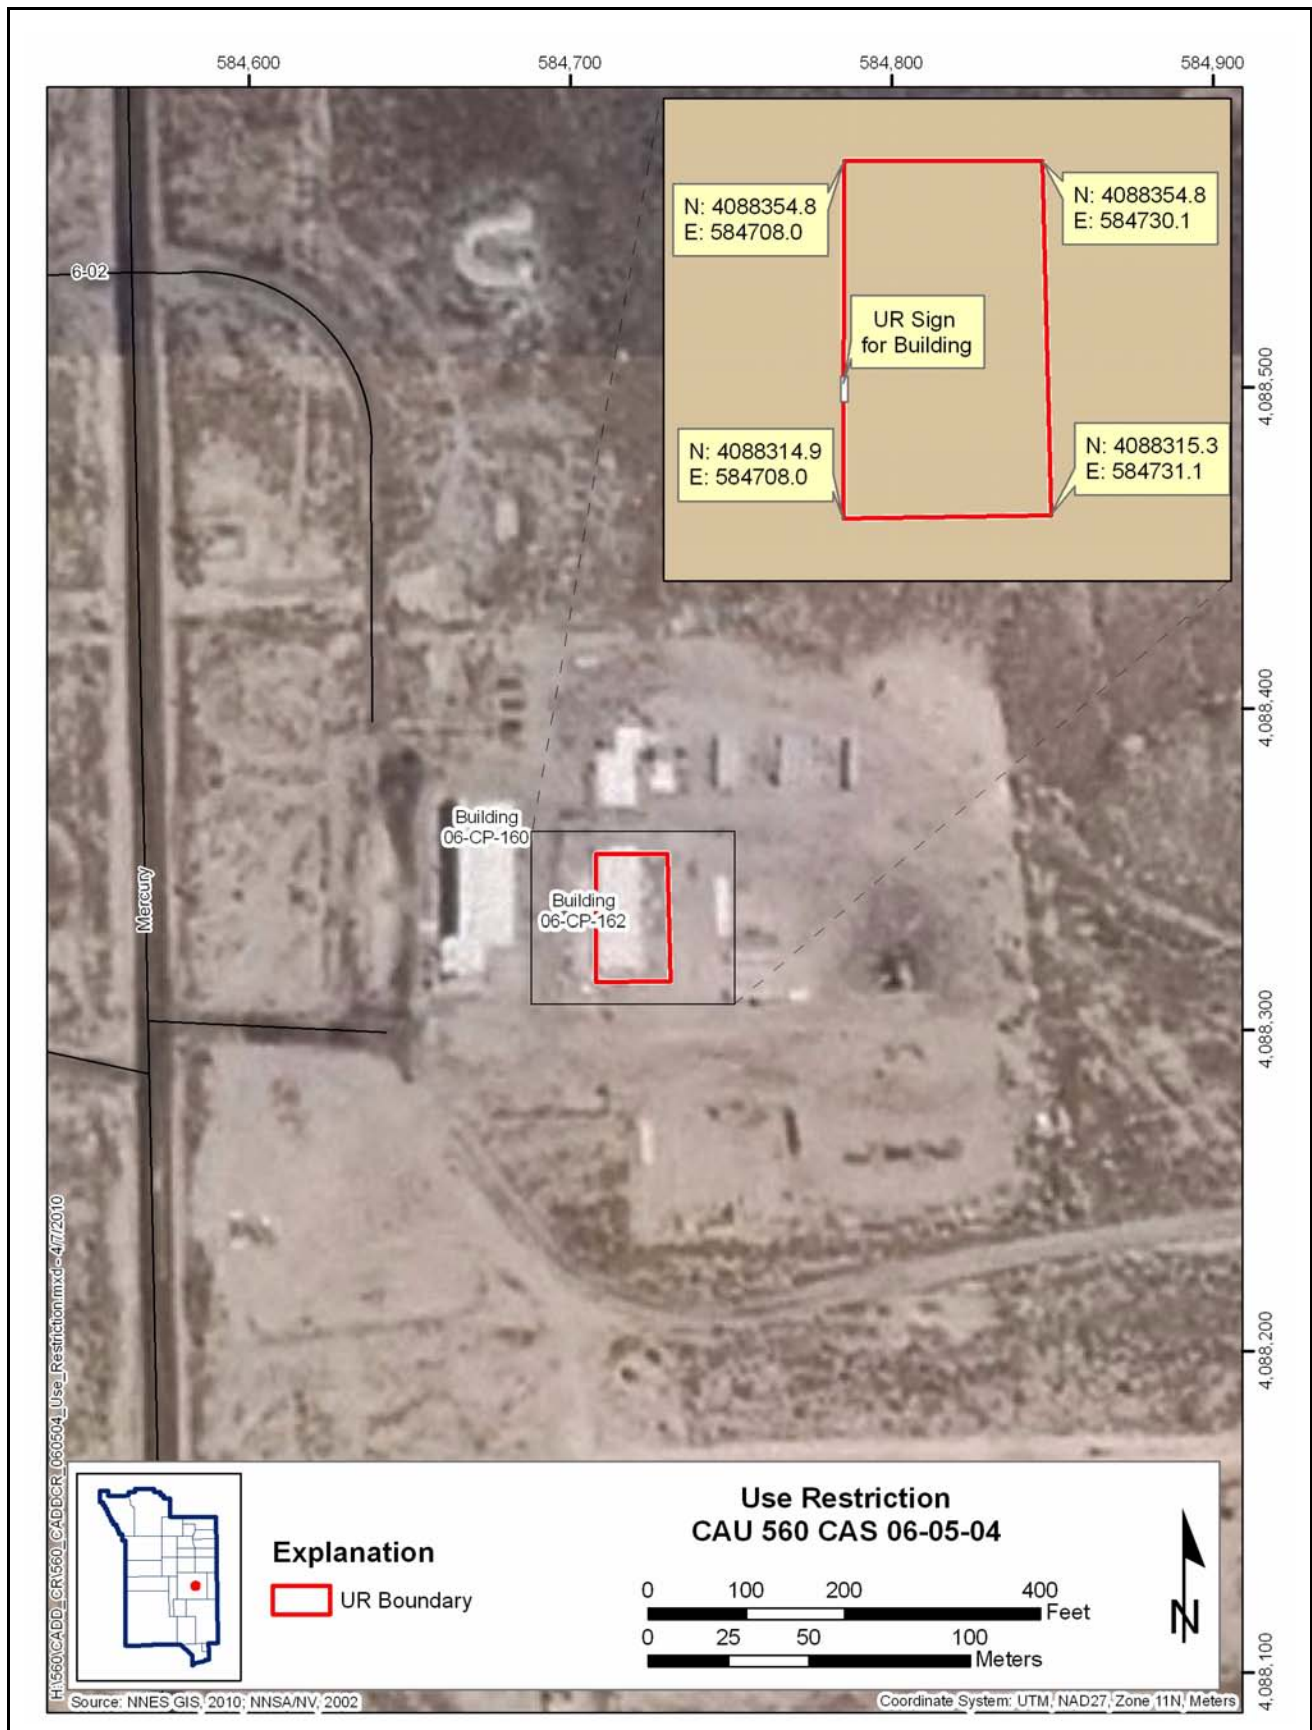 584,600
584,700
584,800
584,900
N: 4088354.8
E: 584708.0
N: 4088354.8
E: 584730.1
6-02
UR Sign
for Building
4,088,500
N: 4088314.9
E: 584708.0
N: 4088315.3
E: 584731.1
4,088,400
Building
06-CP-160
Building
06-CP-162
Mercury
4,088,300
4,088,200
H:\560\CADD_CR\560_CADDCR_060504_Use_Restriction.mxd - 4/7/2010
Use Restriction
CAU 560 CAS 06-05-04
Explanation
UR Boundary
0 100 200 400
Feet
0 25 50 100
Meters
N
4,088,100
Source: NNES GIS, 2010; NNSA/NV, 2002
Coordinate System: UTM, NAD27, Zone 11N, Meters